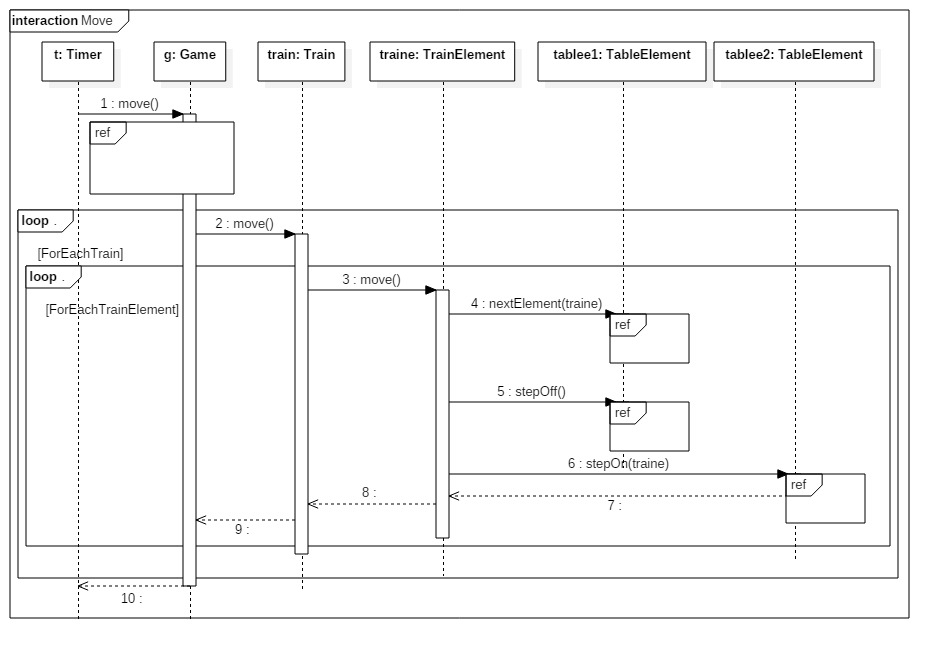 interaction Move
t: Timer
g: Game
train: Train
traine: TrainElement
tablee1: TableElement
tablee2: TableElement
1 : move()
ref
loop .
2 : move()
[ForEachTrain]
loop .
3 : move()
[ForEachTrainElement]
4 : nextElement(traine)
ref
5 : stepOff()
ref
6 : stepOn(traine)
ref
8 :
7 :
9 :
10 :